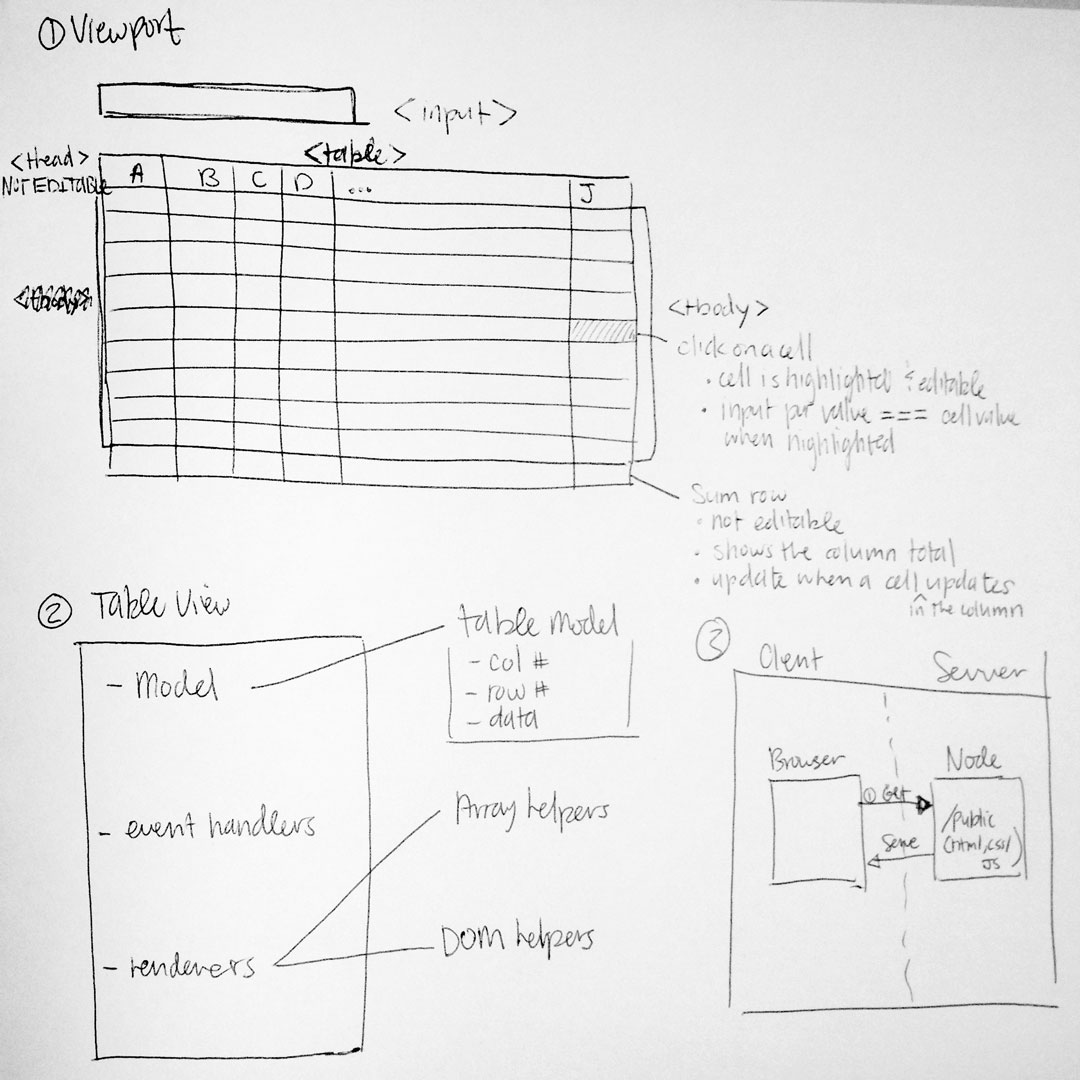 ① Viewport
<input>
<thead>
NOT EDITABLE
<table>
A B C D ... J
<tbody>
click on a cell
• cell is highlighted & editable
• input value === cell value
when highlighted
Sum row
• not editable
• shows the column total
• update when a cell updates
^ in the column
② Table View
- Model
- event handlers
- renderers
table model
- col #
- row #
- data
Array helpers
DOM helpers
③
Client Server
Browser Node
① Get
Serve
/public
(html, css/
JS)